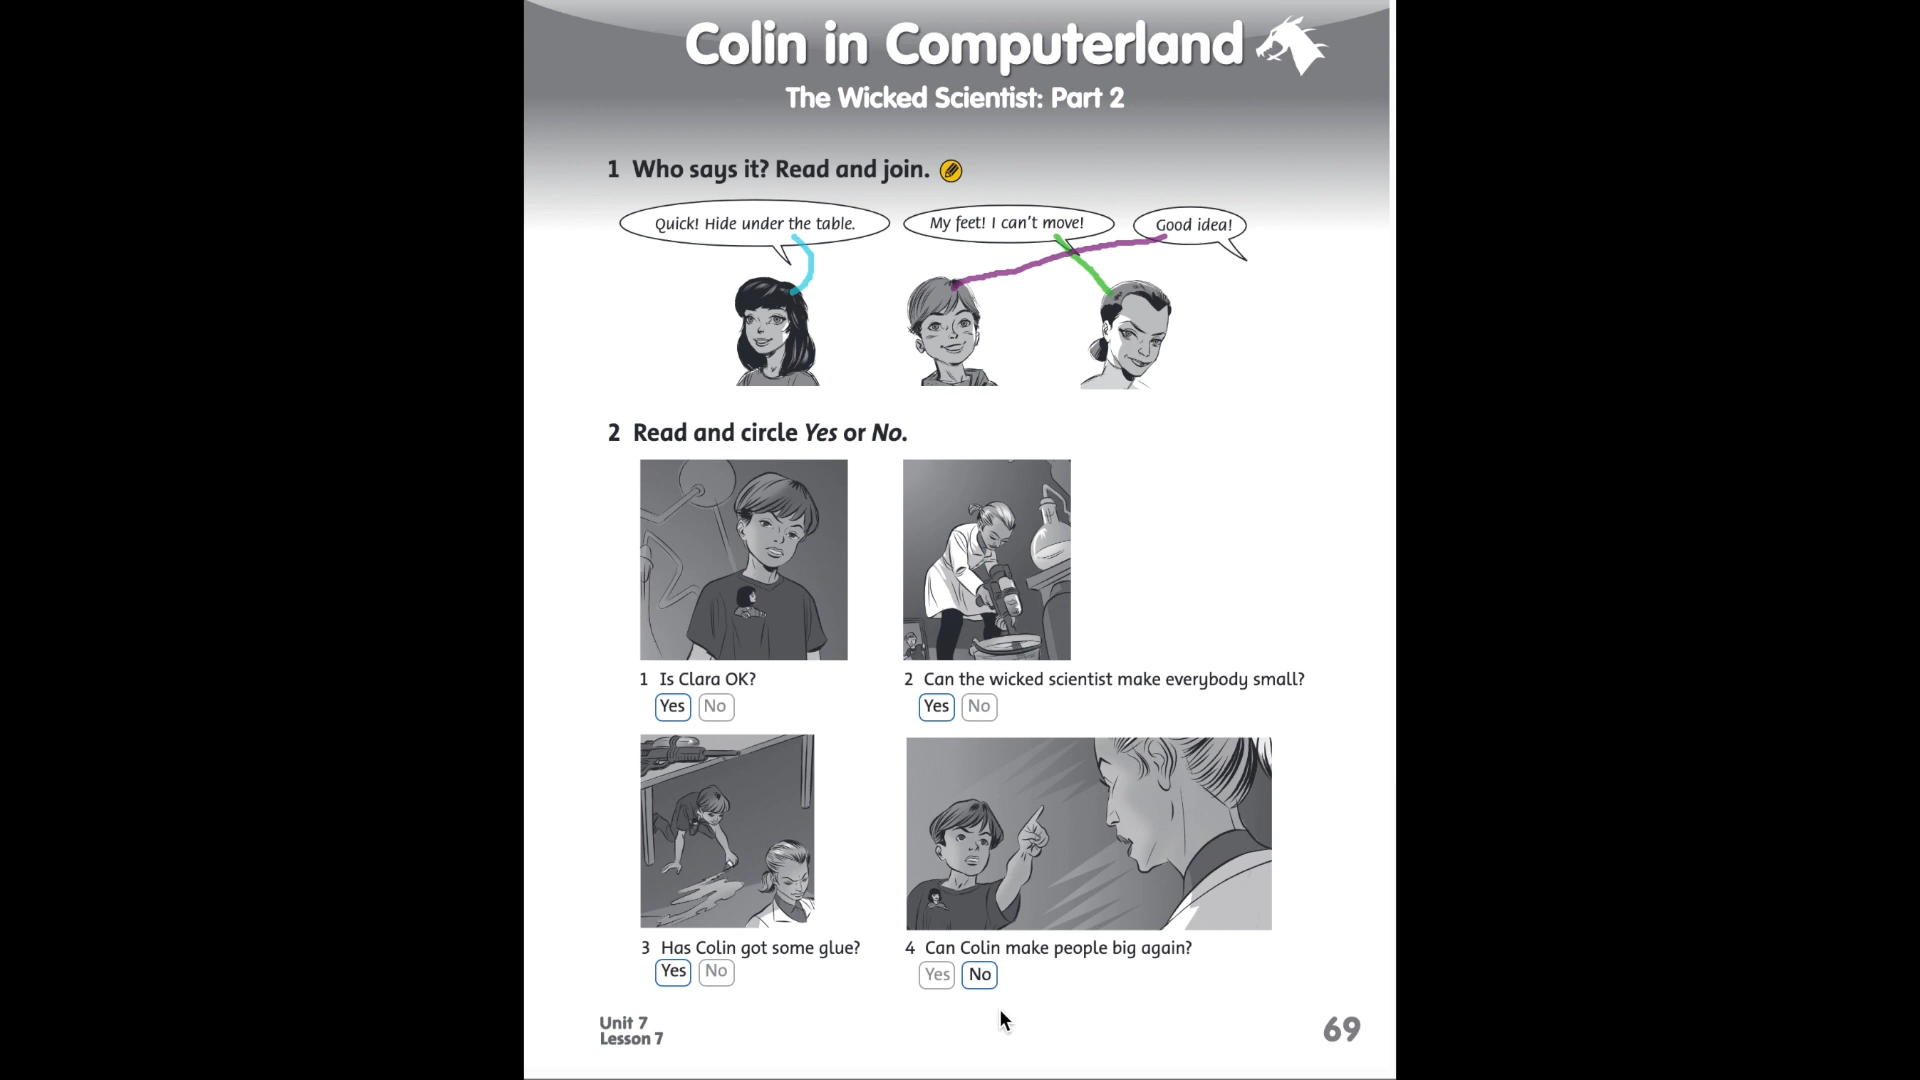 Colin in Computerland
The Wicked Scientist: Part 2
1 Who says it? Read and join.
Quick! Hide under the table.
My feet! I can't move!
Good idea!
2 Read and circle Yes or No.
1 Is Clara OK?
Yes No
2 Can the wicked scientist make everybody small?
Yes No
3 Has Colin got some glue?
Yes No
4 Can Colin make people big again?
Yes No
Unit 7
Lesson 7
69